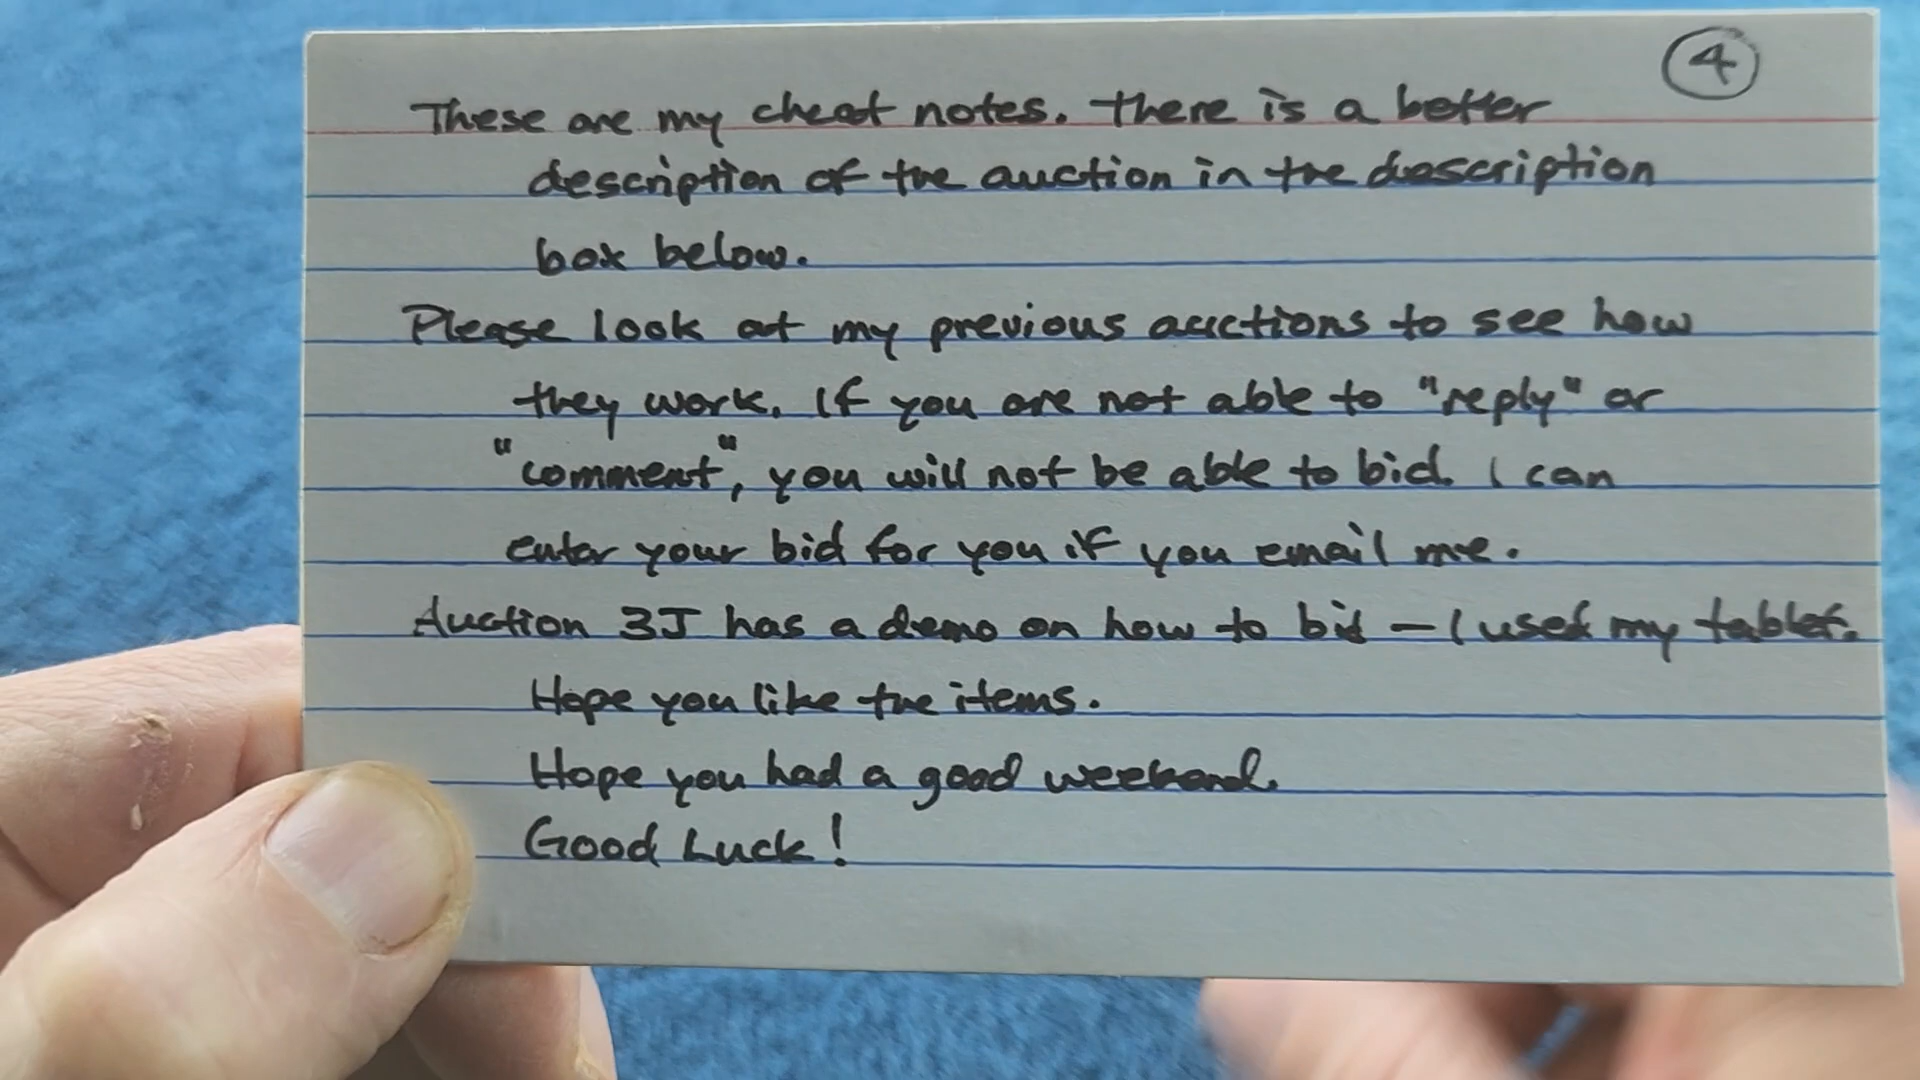 4
These are my cheat notes. There is a better
description of the auction in the description
box below.
Please look at my previous auctions to see how
they work. If you are not able to "reply" or
"comment", you will not be able to bid. I can
enter your bid for you if you email me.
Auction 3J has a demo on how to bid – I used my tablet.
Hope you like the items.
Hope you had a good weekend.
Good Luck!